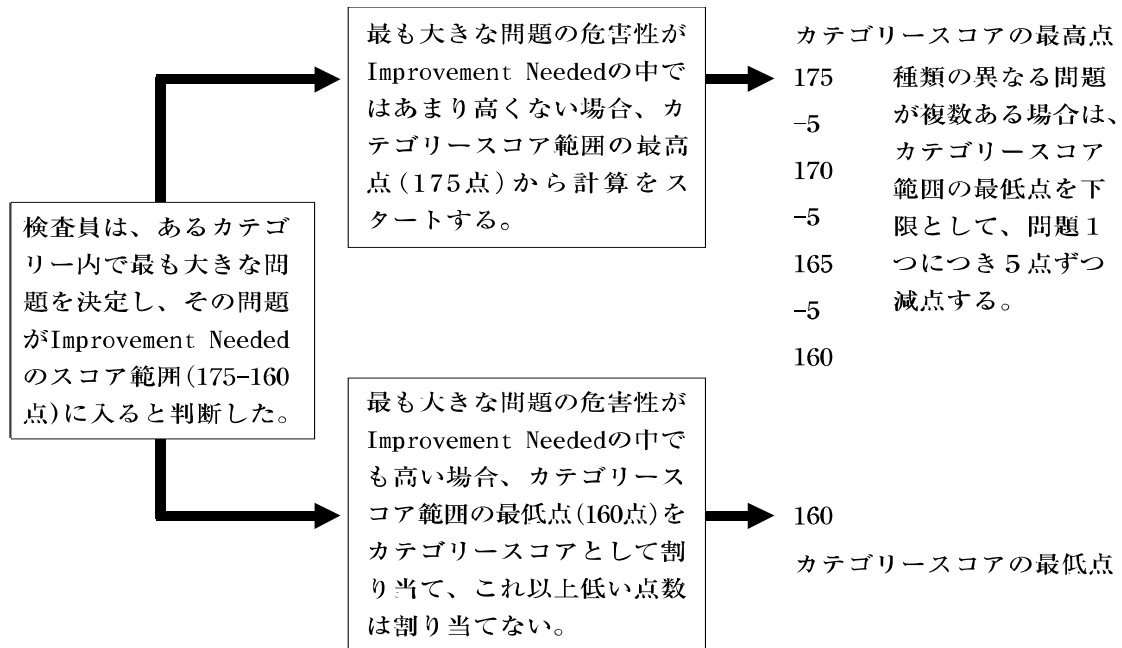 検査員は、あるカテゴ
リー内で最も大きな問
題を決定し、その問題
がImprovement Needed
のスコア範囲(175-160
点)に入ると判断した。
最も大きな問題の危害性が
Improvement Neededの中で
はあまり高くない場合、カ
テゴリースコア範囲の最高
点(175点)から計算をス
タートする。
カテゴリースコアの最高点
175
-5
170
-5
165
-5
160
種類の異なる問題
が複数ある場合は、
カテゴリースコア
範囲の最低点を下
限として、問題1
つにつき5点ずつ
減点する。
最も大きな問題の危害性が
Improvement Neededの中で
も高い場合、カテゴリース
コア範囲の最低点(160点)を
カテゴリースコアとして割
り当て、これ以上低い点数
は割り当てない。
160
カテゴリースコアの最低点